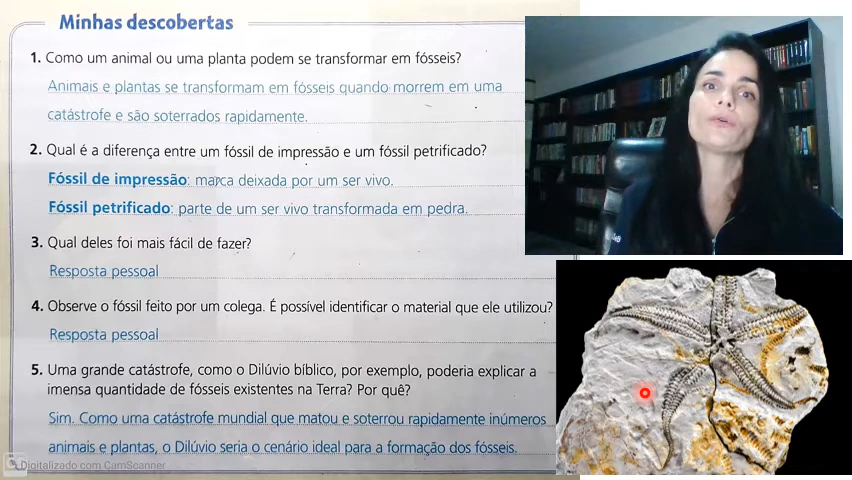 Minhas descobertas
1. Como um animal ou uma planta podem se transformar em fósseis?
Animais e plantas se transformam em fósseis quando morrem em uma
catástrofe e são soterrados rapidamente.
2. Qual é a diferença entre um fóssil de impressão e um fóssil petrificado?
Fóssil de impressão: marca deixada por um ser vivo.
Fóssil petrificado: parte de um ser vivo transformada em pedra.
3. Qual deles foi mais fácil de fazer?
Resposta pessoal
4. Observe o fóssil feito por um colega. É possível identificar o material que ele utilizou?
Resposta pessoal
5. Uma grande catástrofe, como o Dilúvio bíblico, por exemplo, poderia explicar a
imensa quantidade de fósseis existentes na Terra? Por quê?
Sim. Como uma catástrofe mundial que matou e soterrou rapidamente inúmeros
animais e plantas, o Dilúvio seria o cenário ideal para a formação dos fósseis.
CS Digitalizado com CamScanner